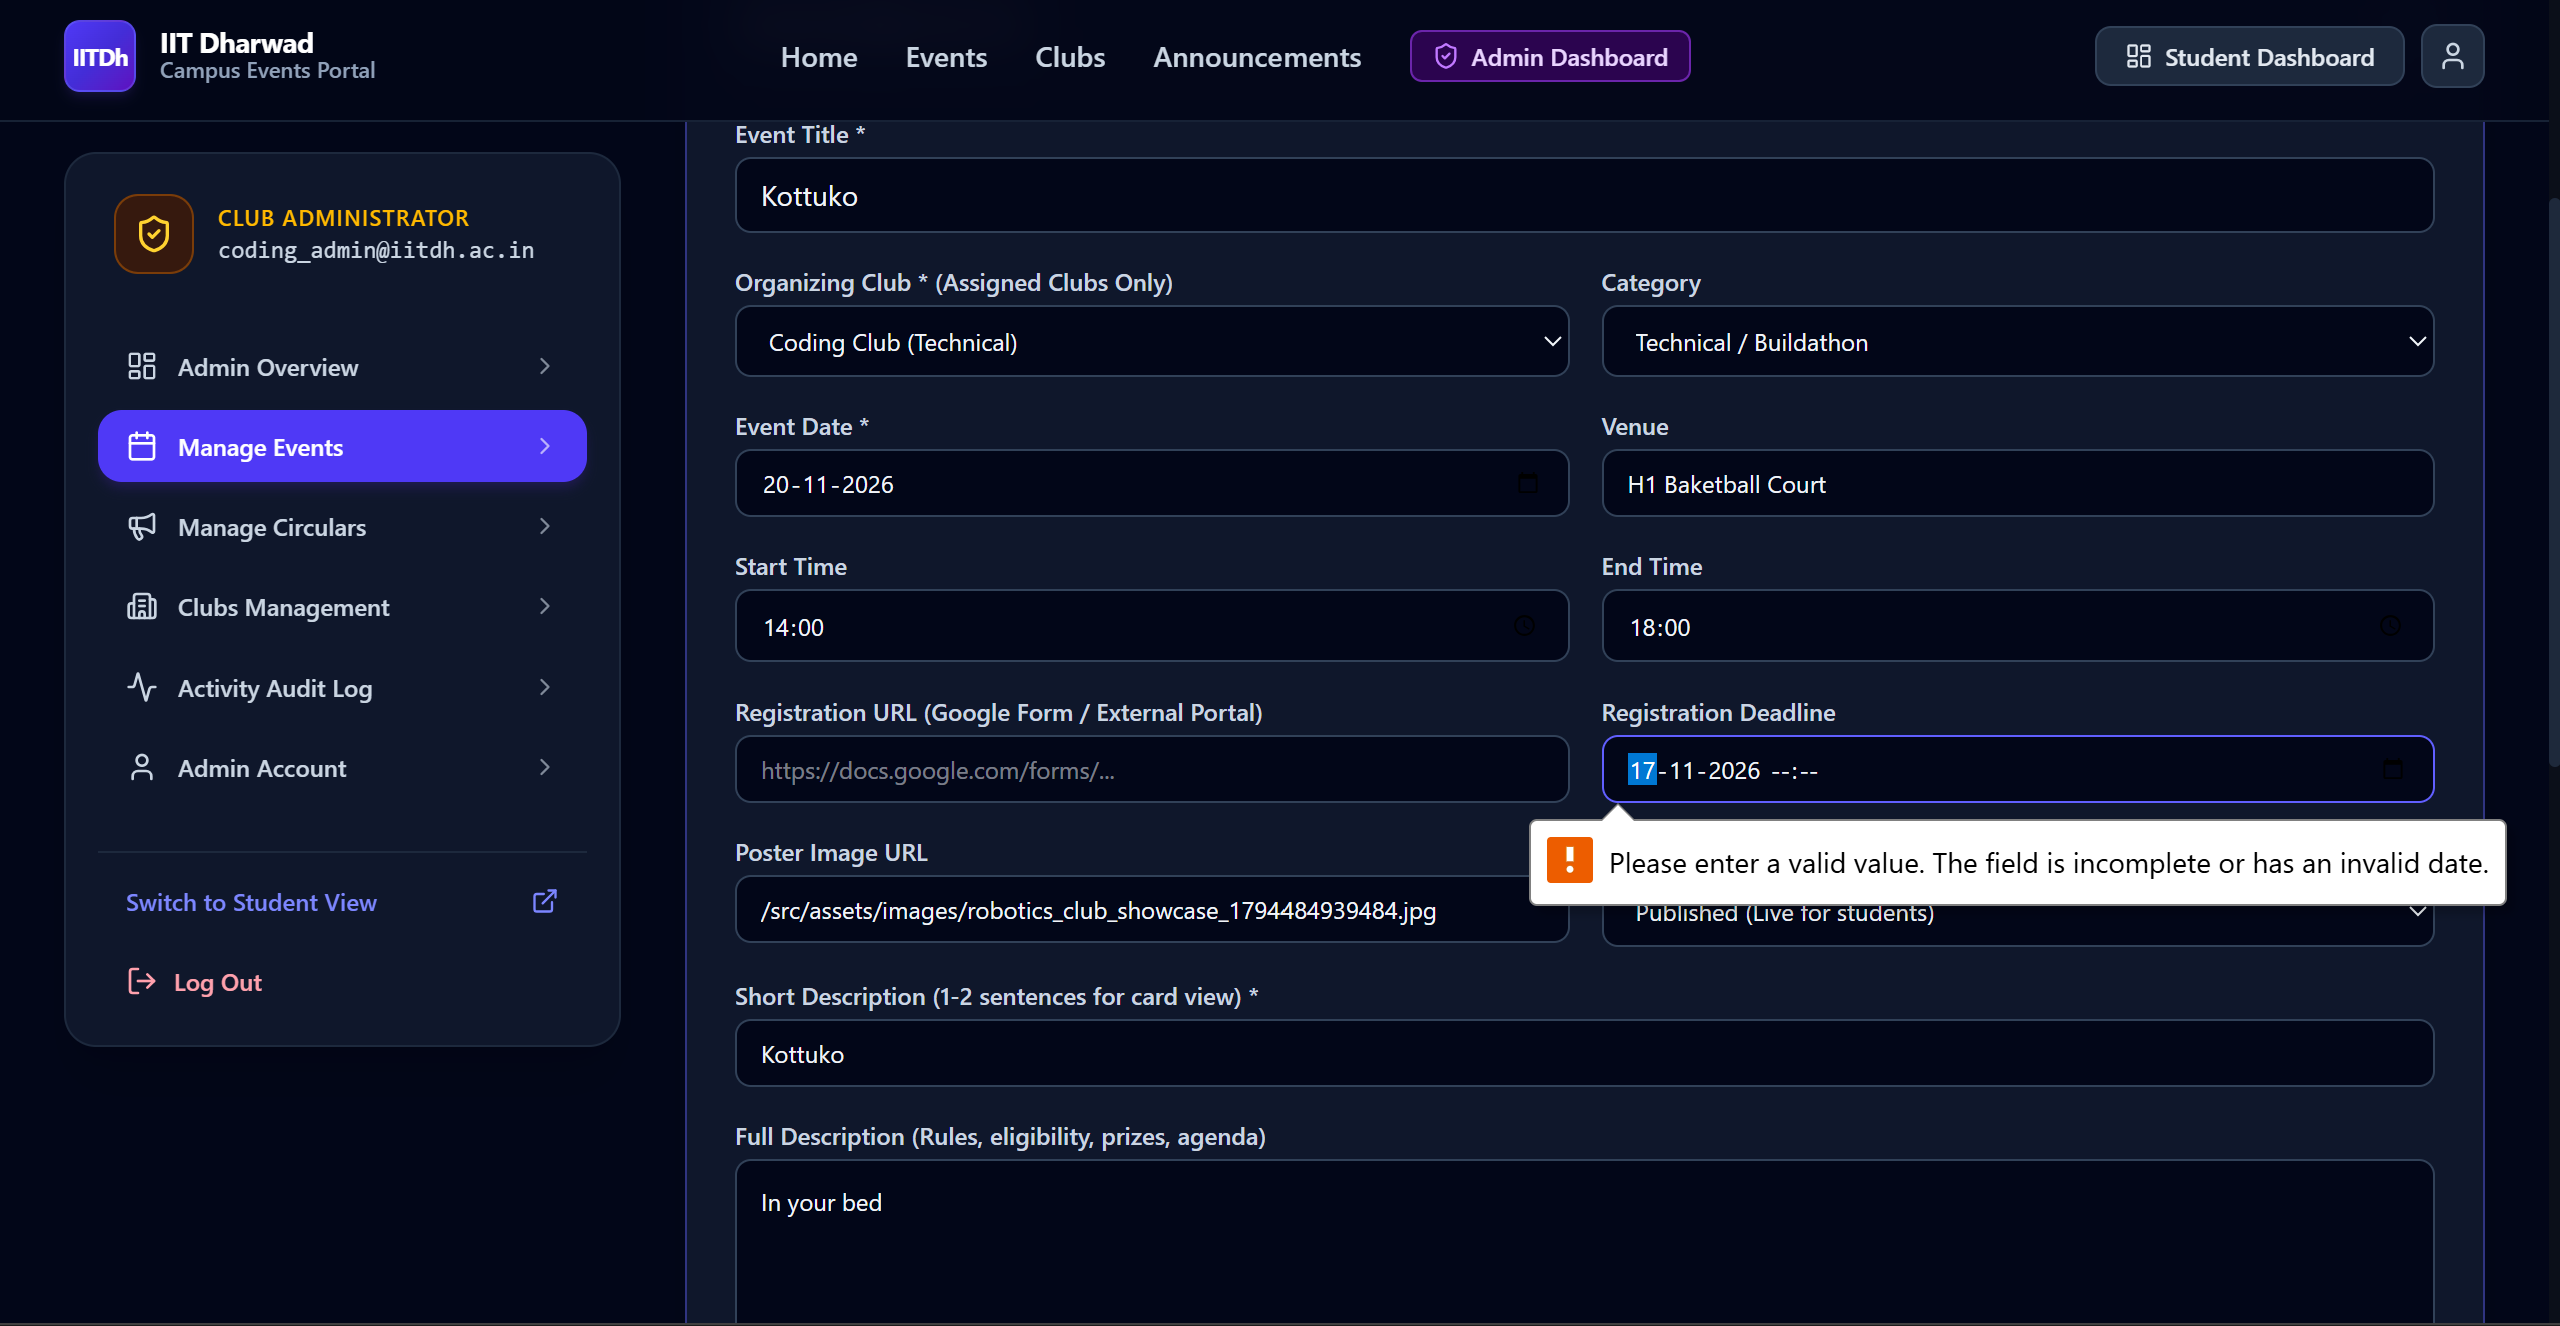 IITDh
IIT Dharwad
Campus Events Portal
Home
Events
Clubs
Announcements
Admin Dashboard
Student Dashboard
CLUB ADMINISTRATOR
coding_admin@iitdh.ac.in
Admin Overview
Manage Events
Manage Circulars
Clubs Management
Activity Audit Log
Admin Account
Switch to Student View
Log Out
Event Title *
Kottuko
Organizing Club * (Assigned Clubs Only)
Category
Coding Club (Technical)
Technical / Buildathon
Event Date *
Venue
20-11-2026
H1 Baketball Court
Start Time
End Time
14:00
18:00
Registration URL (Google Form / External Portal)
Registration Deadline
https://docs.google.com/forms/...
17-11-2026 --:--
Please enter a valid value. The field is incomplete or has an invalid date.
Poster Image URL
/src/assets/images/robotics_club_showcase_1794484939484.jpg
Published (Live for students)
Short Description (1-2 sentences for card view) *
Kottuko
Full Description (Rules, eligibility, prizes, agenda)
In your bed